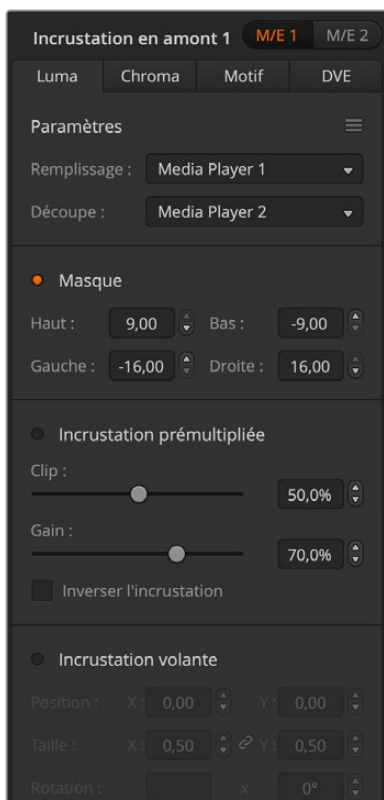 Incrustation en amont 1 M/E 1 M/E 2
Luma Chroma Motif DVE
Paramètres
Remplissage : Media Player 1
Découpe : Media Player 2
Masque
Haut : 9,00 Bas : -9,00
Gauche : -16,00 Droite : 16,00
Incrustation prémultipliée
Clip :
50,0%
Gain :
70,0%
Inverser l'incrustation
Incrustation volante
Position : X : 0,00 Y : 0,00
Taille : X : 0,50 Y : 0,50
Rotation : x 0°